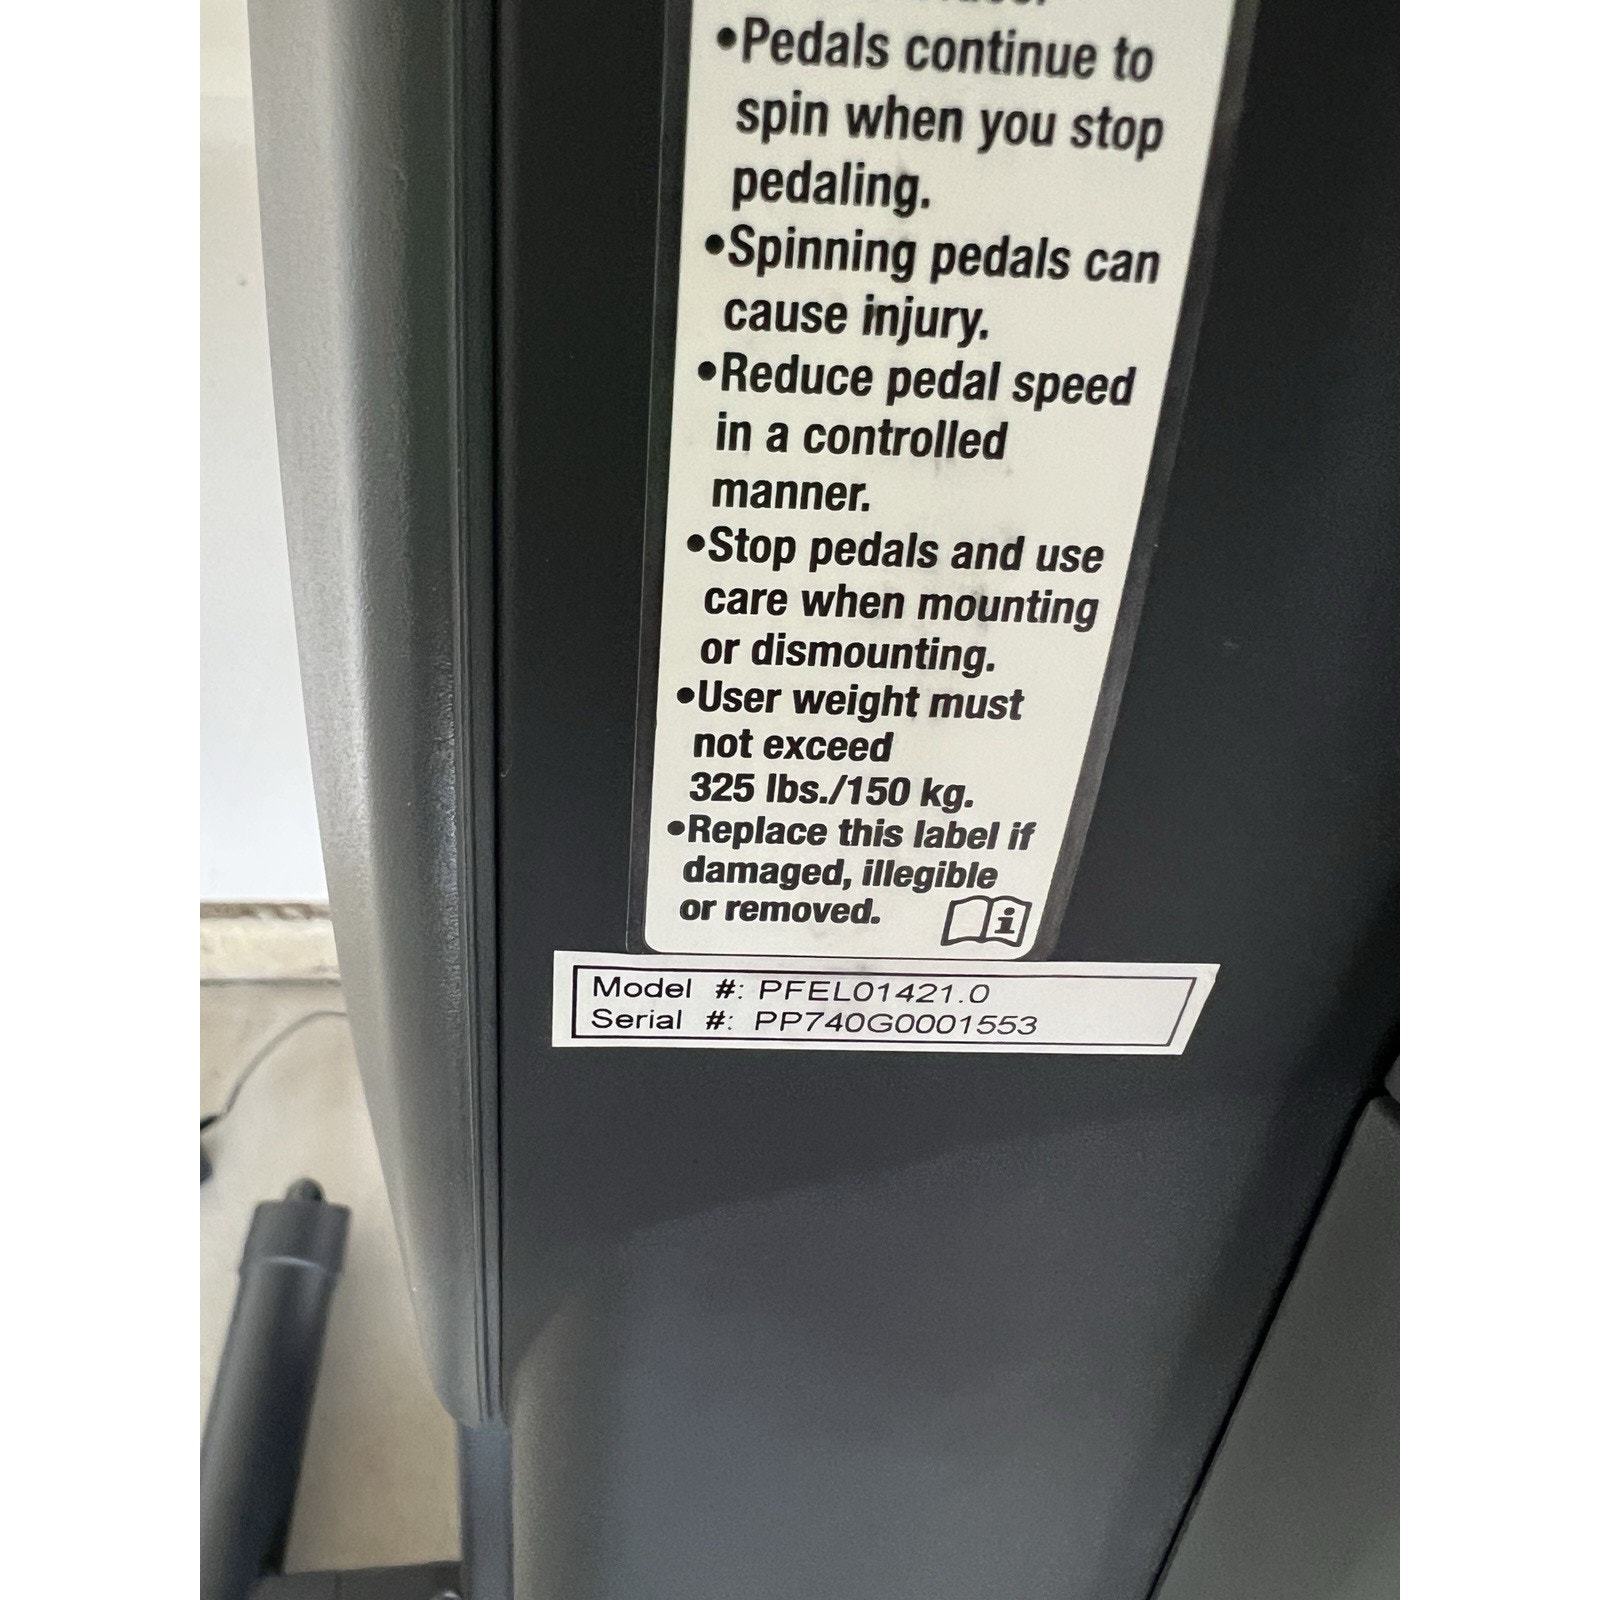 •Pedals continue to
spin when you stop
pedaling.
•Spinning pedals can
cause injury.
•Reduce pedal speed
in a controlled
manner.
•Stop pedals and use
care when mounting
or dismounting.
•User weight must
not exceed
325 lbs./150 kg.
•Replace this label if
damaged, illegible
or removed.
Model #: PFEL01421.0
Serial #: PP740G0001553